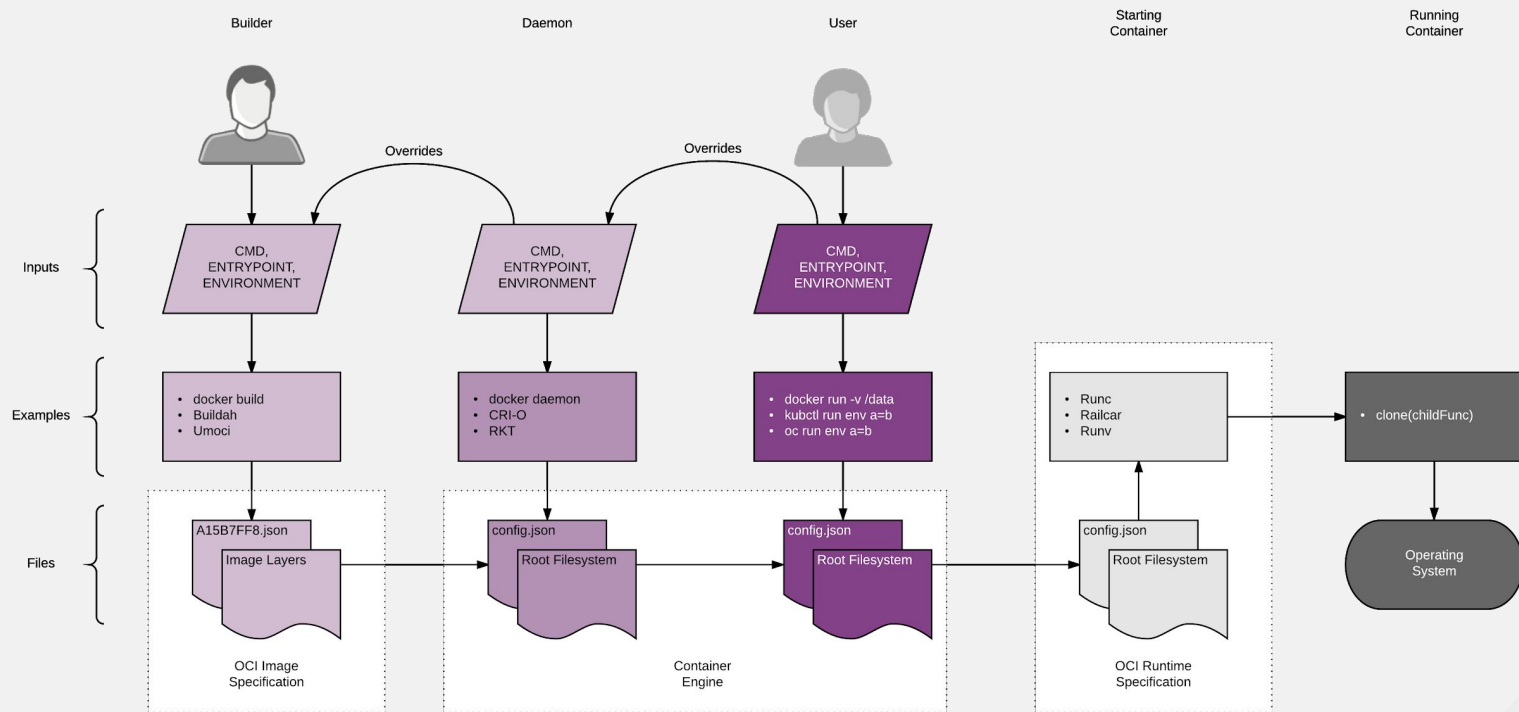 Builder
Daemon
User
Starting
Container
Running
Container
Overrides
Overrides
Inputs
CMD,
ENTRYPOINT,
ENVIRONMENT
CMD,
ENTRYPOINT,
ENVIRONMENT
CMD,
ENTRYPOINT,
ENVIRONMENT
Examples
• docker build
• Buildah
• Umoci
• docker daemon
• CRI-O
• RKT
• docker run -v /data
• kubctl run env a=b
• oc run env a=b
• Runc
• Railcar
• Runv
• clone(childFunc)
Files
A15B7FF8.json
Image Layers
config.json
Root Filesystem
config.json
Root Filesystem
config.json
Root Filesystem
Operating
System
OCI Image
Specification
Container
Engine
OCI Runtime
Specification